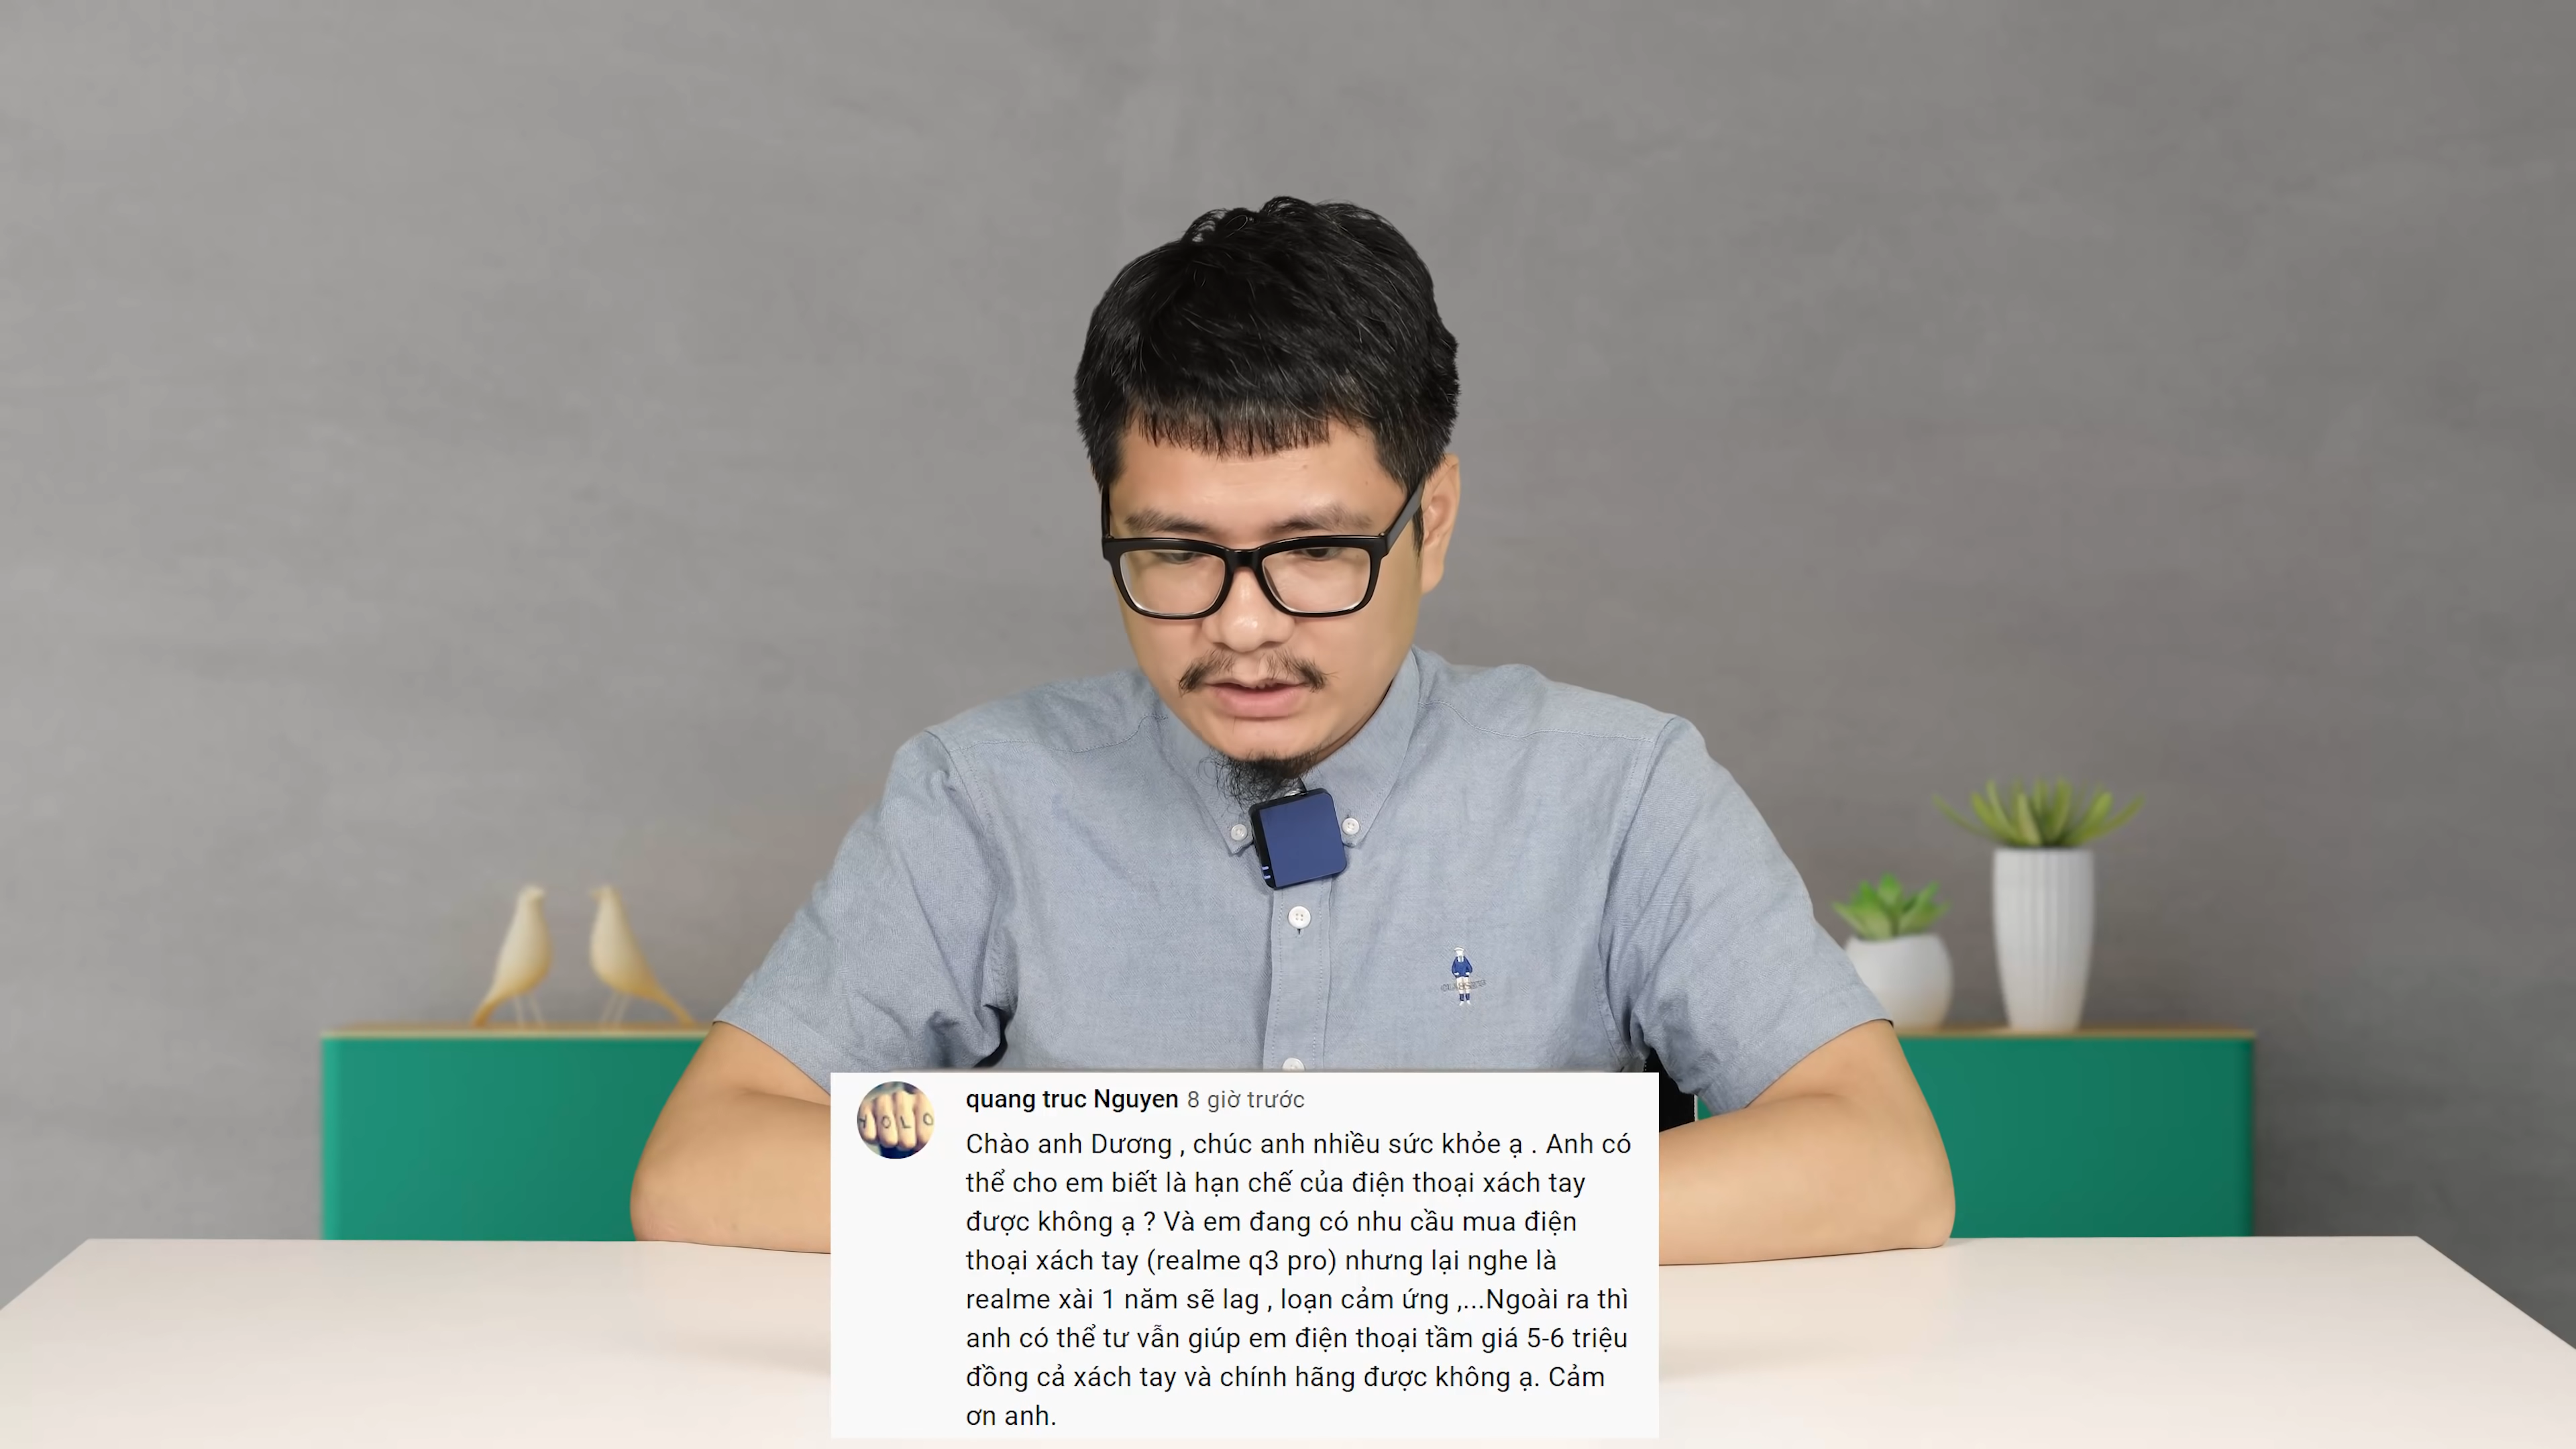 quang truc Nguyen 8 giờ trước
Chào anh Dương , chúc anh nhiều sức khỏe ạ . Anh có
thể cho em biết là hạn chế của điện thoại xách tay
được không ạ ? Và em đang có nhu cầu mua điện
thoại xách tay (realme q3 pro) nhưng lại nghe là
realme xài 1 năm sẽ lag , loạn cảm ứng ,...Ngoài ra thì
anh có thể tư vẫn giúp em điện thoại tầm giá 5-6 triệu
đồng cả xách tay và chính hãng được không ạ. Cảm
ơn anh.